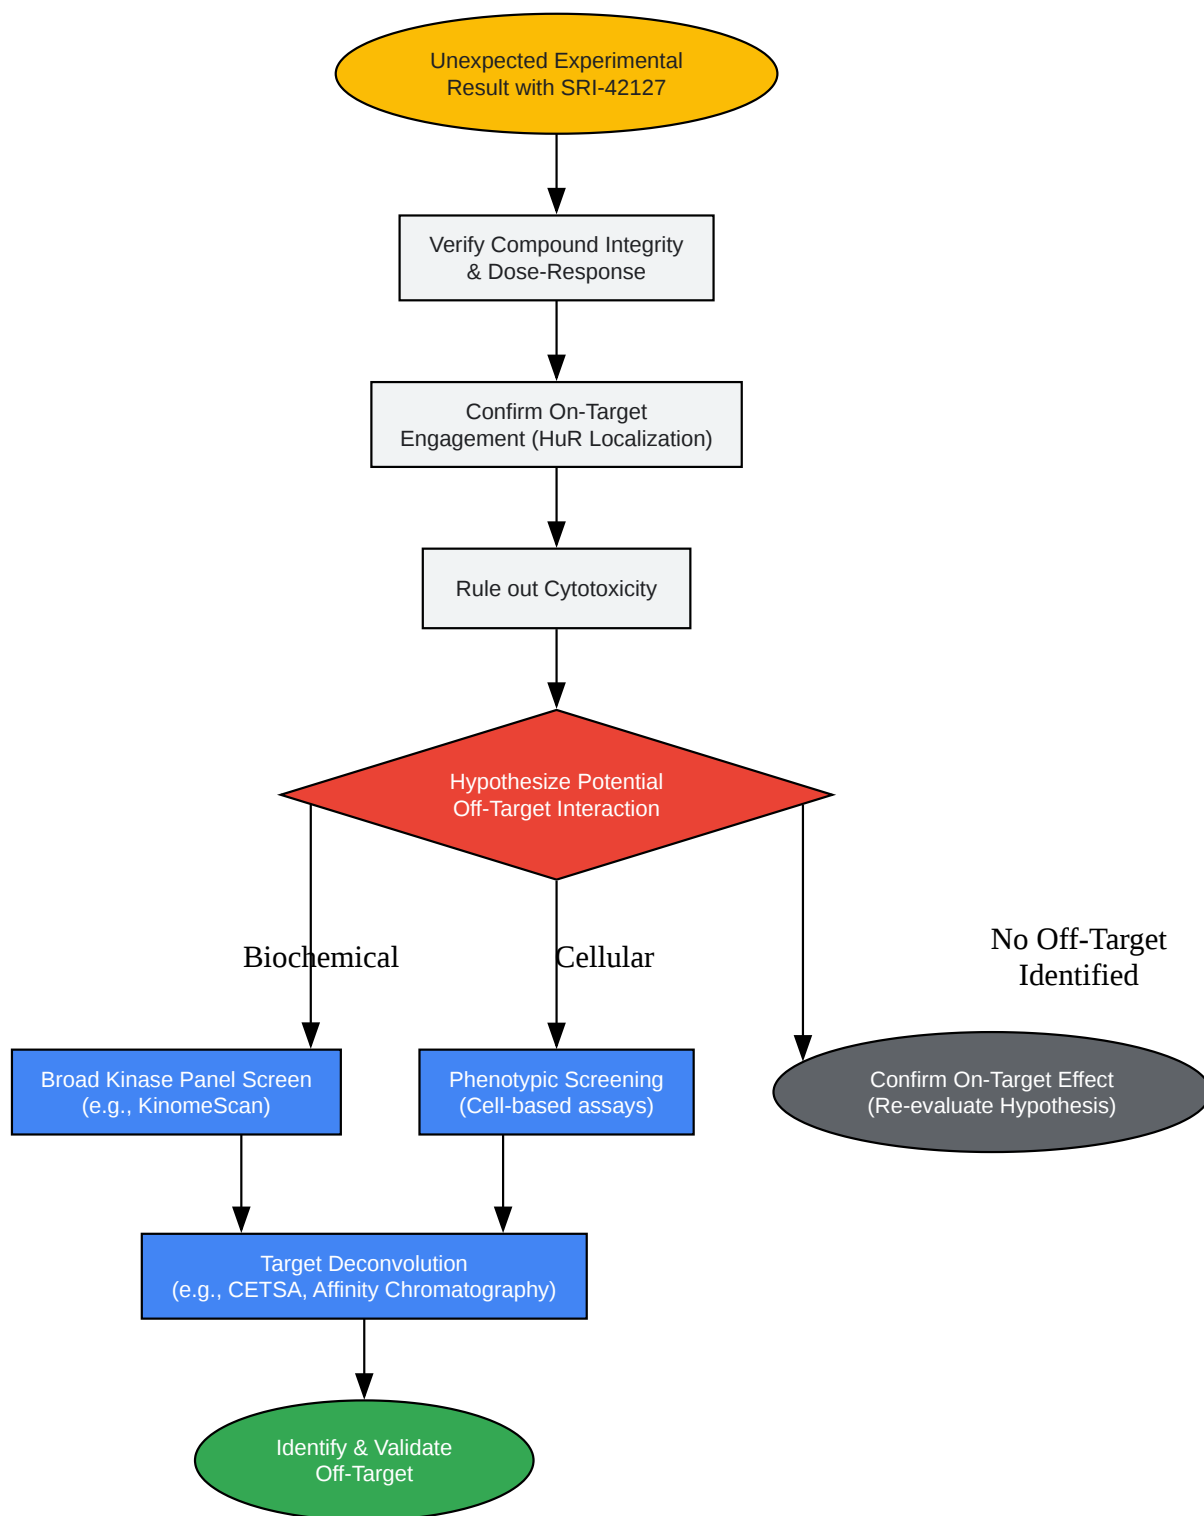 Unexpected Experimental
Result with SRI-42127
Verify Compound Integrity
& Dose-Response
Confirm On-Target
Engagement (HuR Localization)
Rule out Cytotoxicity
Hypothesize Potential
Off-Target Interaction
Biochemical
Cellular
No Off-Target
Identified
Broad Kinase Panel Screen
(e.g., KinomeScan)
Phenotypic Screening
(Cell-based assays)
Confirm On-Target Effect
(Re-evaluate Hypothesis)
Target Deconvolution
(e.g., CETSA, Affinity Chromatography)
Identify & Validate
Off-Target